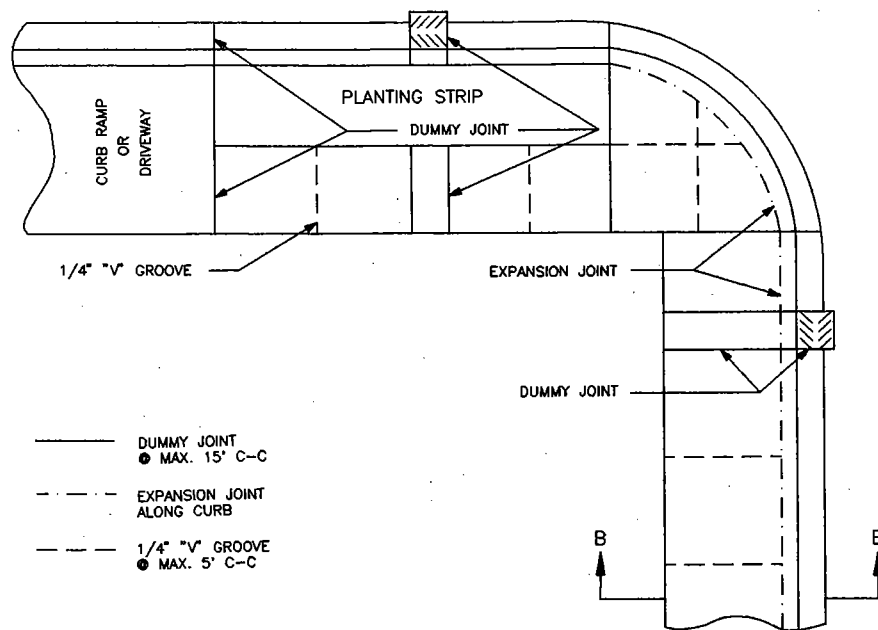 PLANTING STRIP
DUMMY JOINT
CURB RAMP
OR
DRIVEWAY
1/4" "V" GROOVE
EXPANSION JOINT
DUMMY JOINT
DUMMY JOINT
@ MAX. 15' C-C
EXPANSION JOINT
ALONG CURB
1/4" "V" GROOVE
@ MAX. 5' C-C
B
B